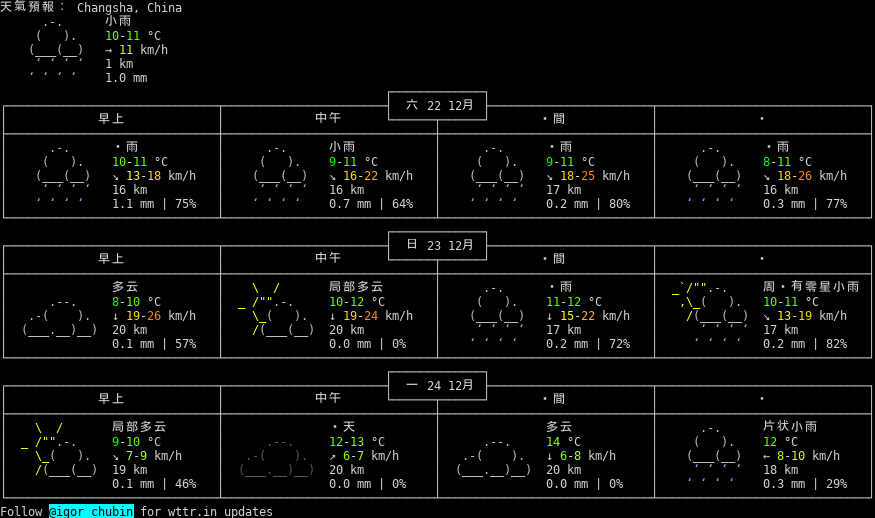 天氣預報： Changsha, China
小雨
10-11 °C
→ 11 km/h
1 km
1.0 mm
六 22 12月
早上 中午 ・間 ・
・雨 小雨 ・雨 ・雨
10-11 °C 9-11 °C 9-11 °C 8-11 °C
↘ 13-18 km/h ↘ 16-22 km/h ↘ 18-25 km/h ↘ 18-26 km/h
16 km 16 km 17 km 16 km
1.1 mm | 75% 0.7 mm | 64% 0.2 mm | 80% 0.3 mm | 77%
日 23 12月
早上 中午 ・間 ・
多云 局部多云 ・雨 周・有零星小雨
8-10 °C 10-12 °C 11-12 °C 10-11 °C
↓ 19-26 km/h ↓ 19-24 km/h ↓ 15-22 km/h ↘ 13-19 km/h
20 km 20 km 17 km 17 km
0.1 mm | 57% 0.0 mm | 0% 0.2 mm | 72% 0.2 mm | 82%
一 24 12月
早上 中午 ・間 ・
局部多云 ・天 多云 片状小雨
9-10 °C 12-13 °C 14 °C 12 °C
↘ 7-9 km/h ↗ 6-7 km/h ↓ 6-8 km/h ← 8-10 km/h
19 km 20 km 20 km 18 km
0.1 mm | 46% 0.0 mm | 0% 0.0 mm | 0% 0.3 mm | 29%
Follow @igor_chubin for wttr.in updates